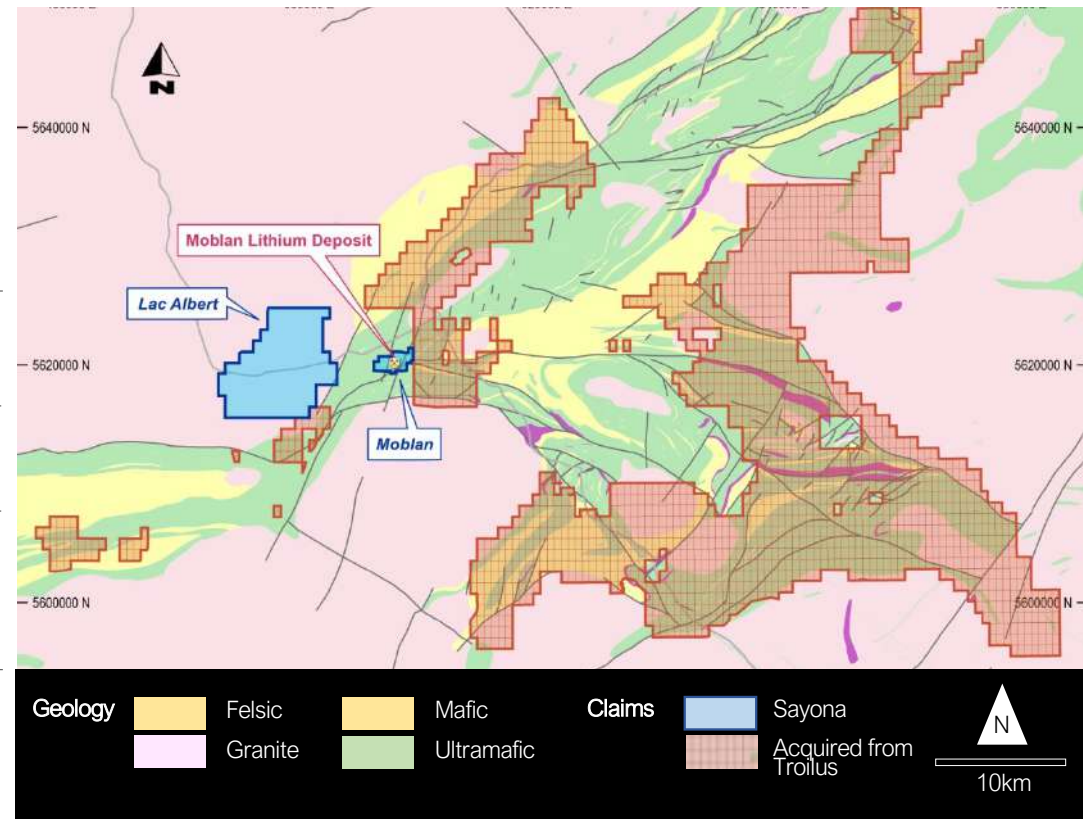 N
5640000 N
5640000 N
Moblan Lithium Deposit
Lac Albert
5620000 N
5620000 N
Moblan
5600000 N
5600000 N
Geology
Felsic
Mafic
Claims
Sayona
N
Granite
Ultramafic
Acquired from
Troilus
10km